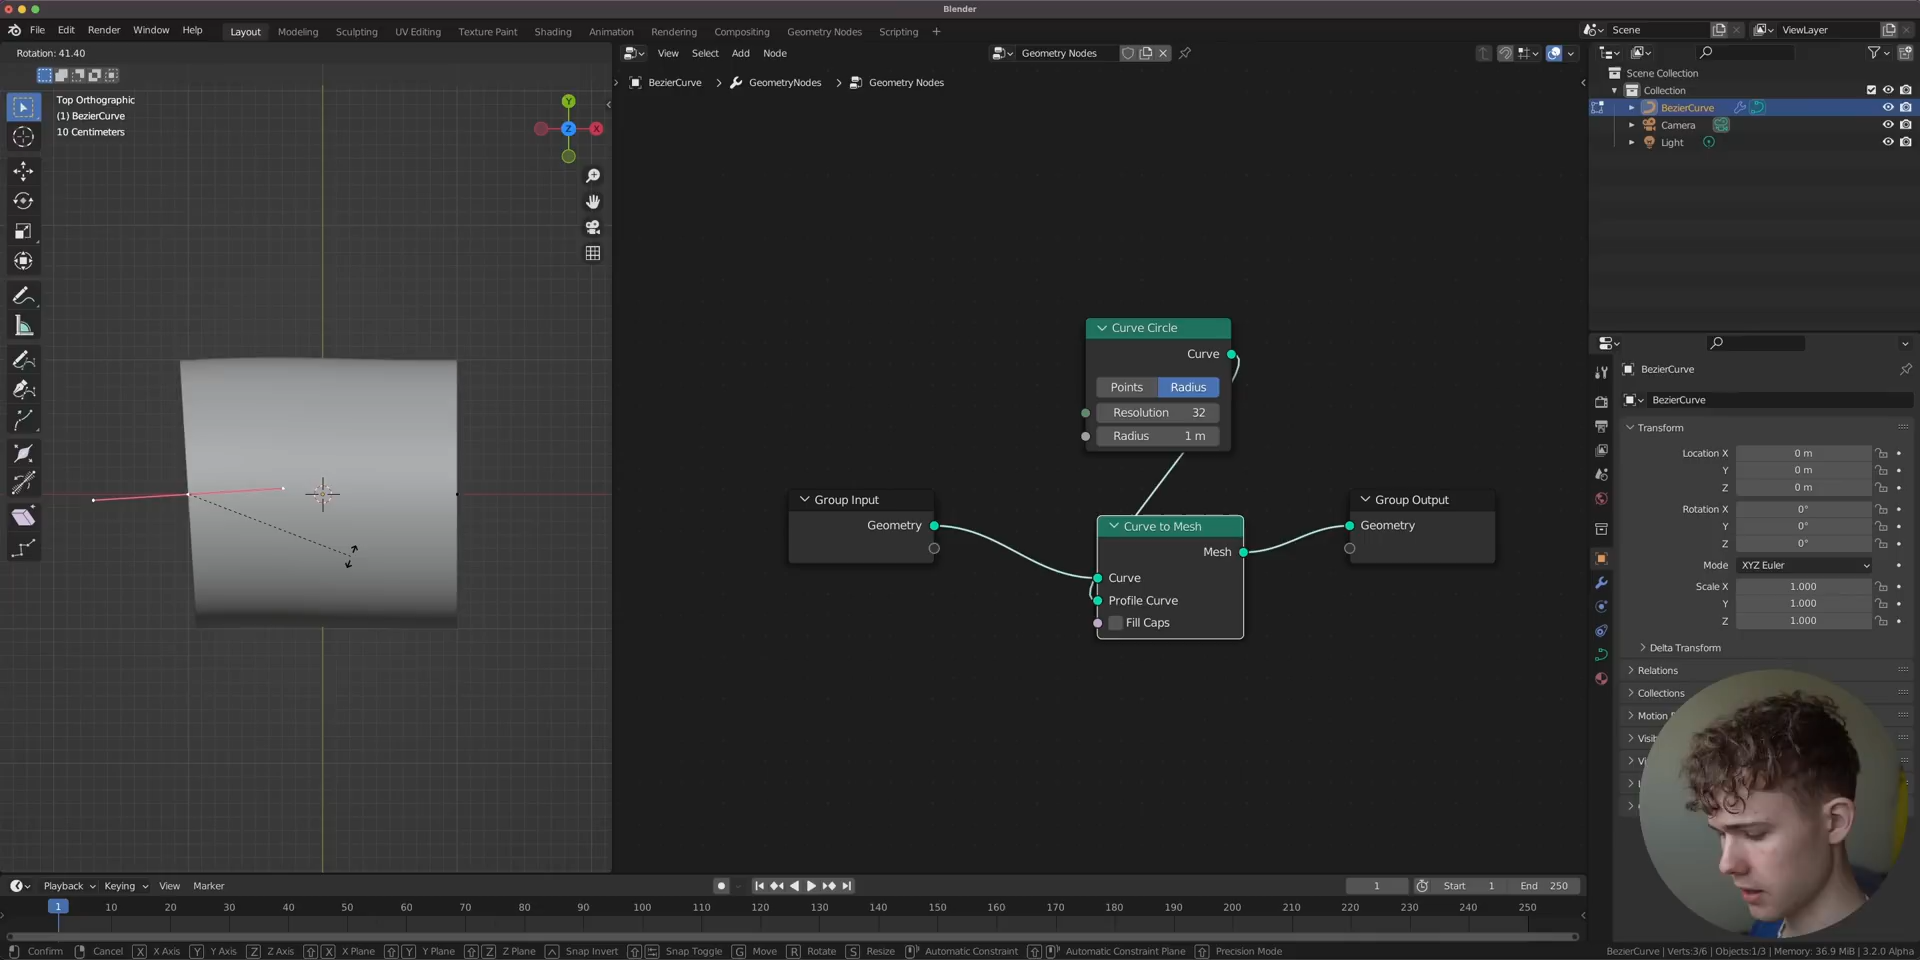 Blender
File Edit Render Window Help Layout Modeling Sculpting UV Editing Texture Paint Shading Animation Rendering Compositing Geometry Nodes Scripting + Scene ViewLayer
Rotation: 41.40
View Select Add Node Geometry Nodes
BezierCurve > GeometryNodes > Geometry Nodes
Top Orthographic
(1) BezierCurve
10 Centimeters
Y
Z X
Curve Circle
Curve
Points Radius
Resolution 32
Radius 1 m
Group Input
Geometry
Curve to Mesh
Mesh
Curve
Profile Curve
Fill Caps
Group Output
Geometry
Scene Collection
Collection
BezierCurve
Camera
Light
BezierCurve
BezierCurve
Transform
Location X 0 m
Y 0 m
Z 0 m
Rotation X 0°
Y 0°
Z 0°
Mode XYZ Euler
Scale X 1.000
Y 1.000
Z 1.000
Delta Transform
Relations
Collections
Motion
Playback Keying View Marker 1 Start 1 End 250
1 10 20 30 40 50 60 70 80 90 100 110 120 130 140 150 160 170 180 190 200 210 220 230 240 250
Confirm Cancel X X Axis Y Y Axis Z Z Axis Snap Invert X X Plane Y Y Plane Z Z Plane Snap Toggle G Move R Rotate S Resize Automatic Constraint Automatic Constraint Plane Precision Mode BezierCurve | Verts:3/6 | Objects:1/3 | Memory: 36.9 MiB | 3.2.0 Alpha